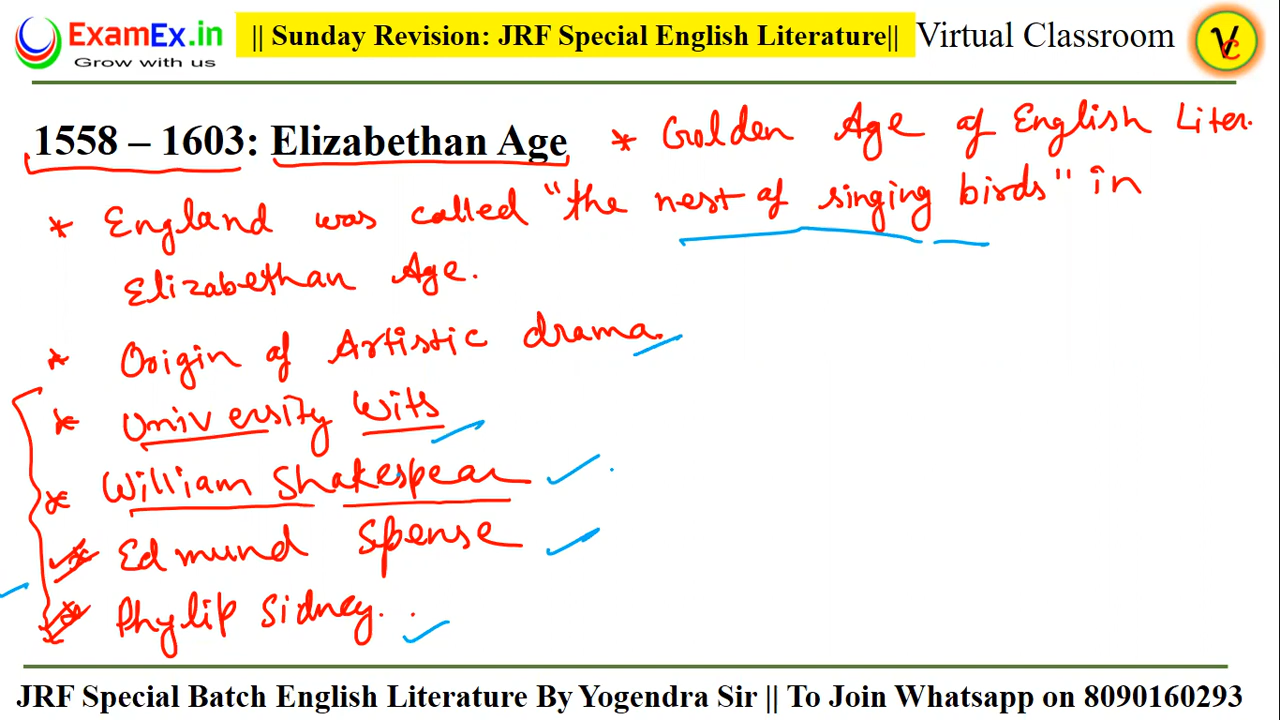 ExamEx.in
Grow with us
|| Sunday Revision: JRF Special English Literature||
Virtual Classroom
VC
1558 – 1603: Elizabethan Age * Golden Age of English Liter.
* England was called "the nest of singing birds" in
Elizabethan Age.
* Origin of Artistic drama.
* University Wits
* William Shakespear
* Edmund Spense
* Phylip Sidney.
JRF Special Batch English Literature By Yogendra Sir || To Join Whatsapp on 8090160293